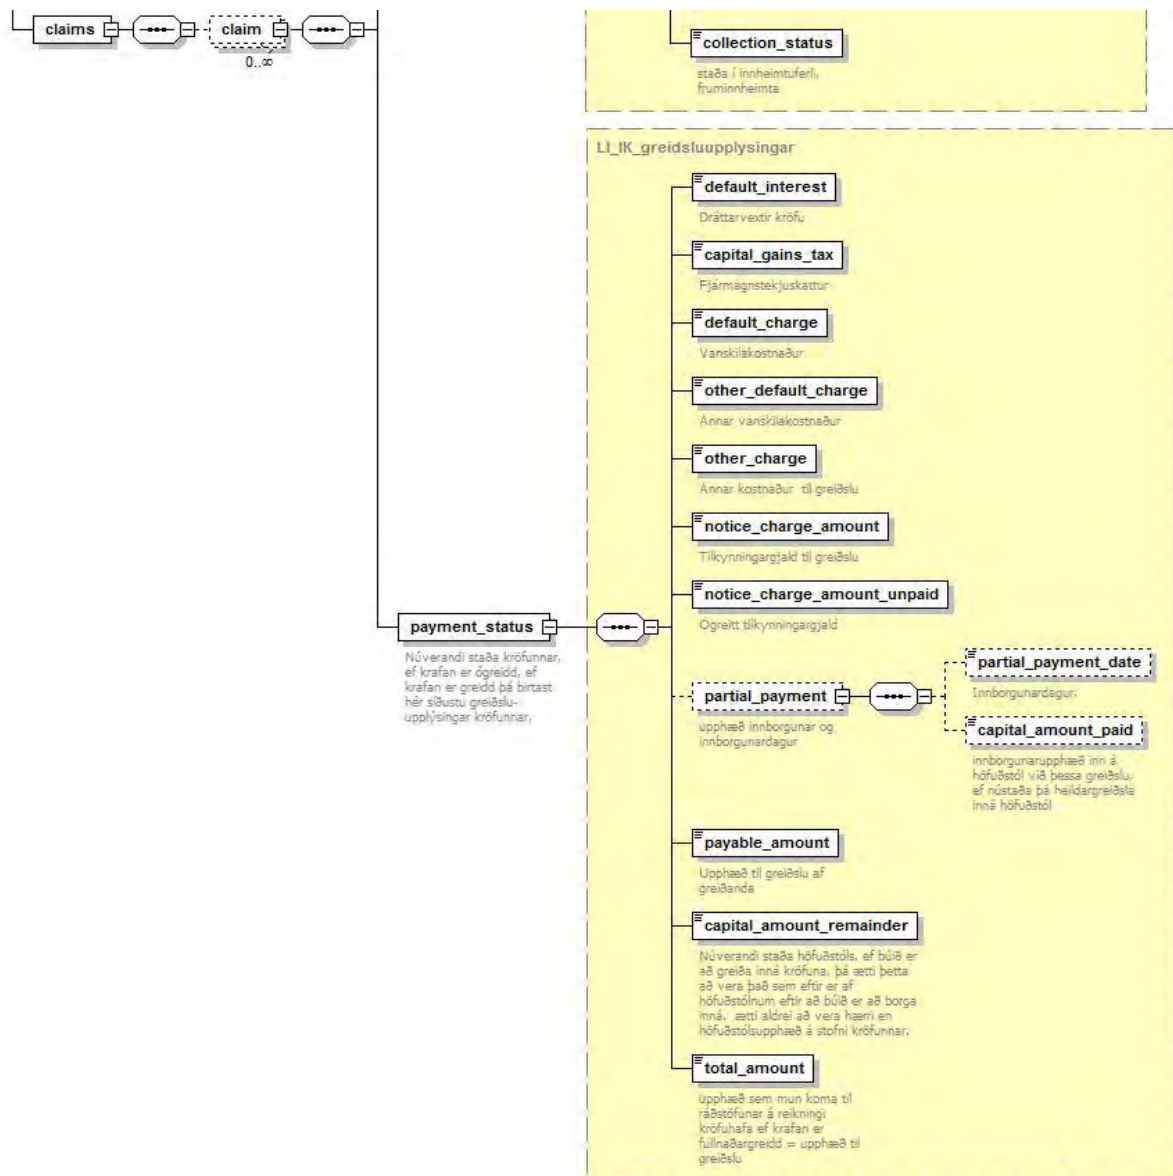 claims
claim
0..∞
collection_status
staða í innheimtuferli,
fruminnheimta
LI_IK_greidsluupplysingar
default_interest
Dráttarvextir kröfu
capital_gains_tax
Fjármagnstekjuskattur
default_charge
Vanskilakostnaður
other_default_charge
Annar vanskilakostnaður
other_charge
Annar kostnaður til greiðslu
notice_charge_amount
Tilkynningargjald til greiðslu
notice_charge_amount_unpaid
Ogreitt tilkynningargjald
payment_status
Núverandi staða kröfunnar,
ef krafan er ógreidd, ef
krafan er greidd þá birtast
hér síðustu greiðslu-
upplýsingar kröfunnar.
partial_payment
upphæð innborgunar og
innborgunardagur
partial_payment_date
Innborgunardagur.
capital_amount_paid
innborgunarupphæð inn á
höfuðstól við þessa greiðslu,
ef nústaða þá heildargreiðsla
inná höfuðstól
payable_amount
Upphæð til greiðslu af
greiðanda
capital_amount_remainder
Núverandi staða höfuðstóls, ef búið er
að greiða inná kröfuna, þá ætti þetta
að vera það sem eftir er af
höfuðstólnum eftir að búið er að borga
inná, ætti aldrei að vera hærri en
höfuðstólsupphæð á stofni kröfunnar.
total_amount
upphæð sem mun koma til
ráðstöfunar á reikningi
kröfuhafa ef krafan er
fullnaðargreidd = upphæð til
greiðslu